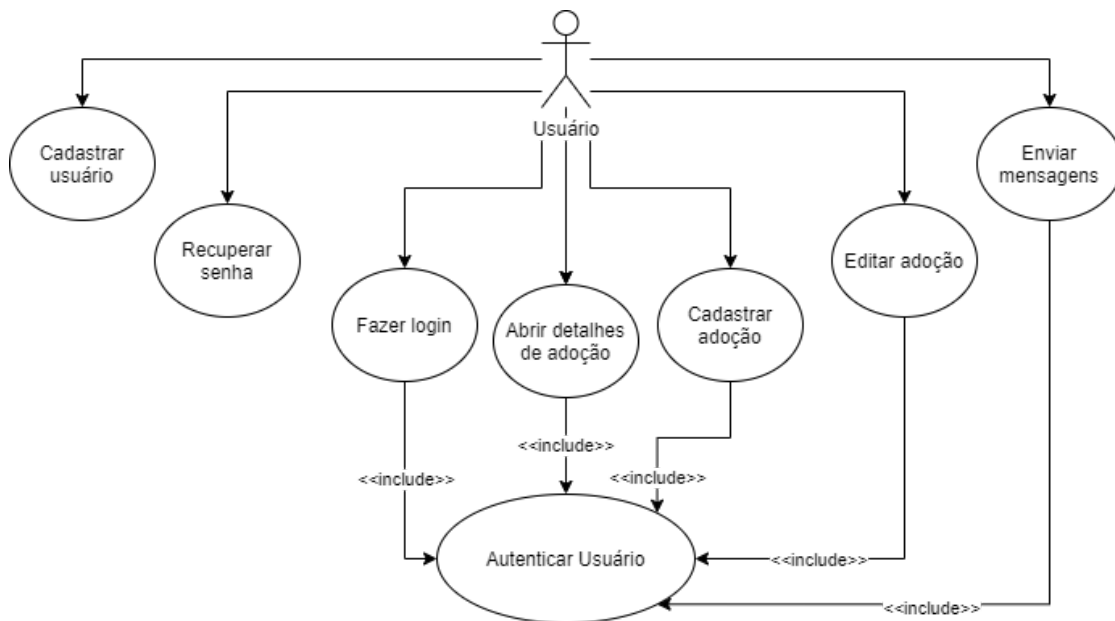 Usuário
Cadastrar
usuário
Enviar
mensagens
Recuperar
senha
Editar adoção
Fazer login
Abrir detalhes
de adoção
Cadastrar
adoção
<<include>>
<<include>>
<<include>>
Autenticar Usuário
<<include>>
<<include>>